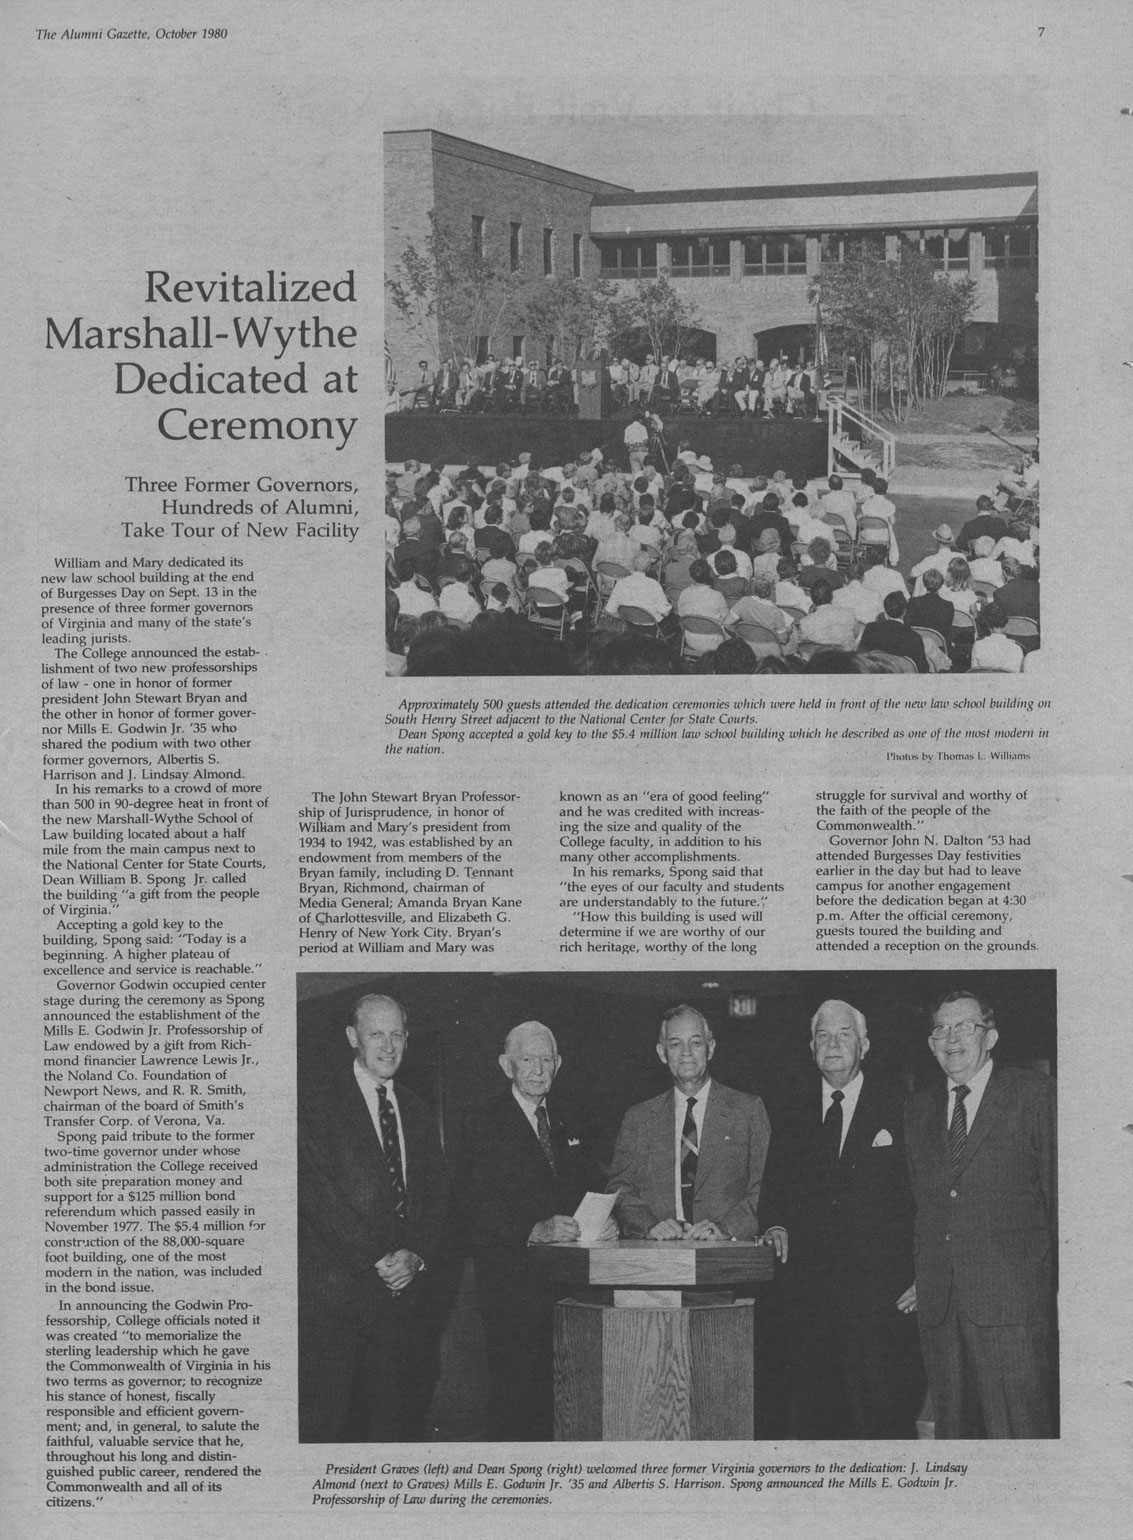 The Alumni Gazette, October 1980
7
Revitalized
Marshall-Wythe
Dedicated at
Ceremony
Three Former Governors,
Hundreds of Alumni,
Take Tour of New Facility
William and Mary dedicated its
new law school building at the end
of Burgesses Day on Sept. 13 in the
presence of three former governors
of Virginia and many of the state's
leading jurists.
The College announced the estab-
lishment of two new professorships
of law - one in honor of former
president John Stewart Bryan and
the other in honor of former gover-
nor Mills E. Godwin Jr. '35 who
shared the podium with two other
former governors, Albertis S.
Harrison and J. Lindsay Almond.
In his remarks to a crowd of more
than 500 in 90-degree heat in front of
the new Marshall-Wythe School of
Law building located about a half
mile from the main campus next to
the National Center for State Courts,
Dean William B. Spong Jr. called
the building "a gift from the people
of Virginia."
Accepting a gold key to the
building, Spong said: "Today is a
beginning. A higher plateau of
excellence and service is reachable."
Governor Godwin occupied center
stage during the ceremony as Spong
announced the establishment of the
Mills E. Godwin Jr. Professorship of
Law endowed by a gift from Rich-
mond financier Lawrence Lewis Jr.,
the Noland Co. Foundation of
Newport News, and R. R. Smith,
chairman of the board of Smith's
Transfer Corp. of Verona, Va.
Spong paid tribute to the former
two-time governor under whose
administration the College received
both site preparation money and
support for a $125 million bond
referendum which passed easily in
November 1977. The $5.4 million for
construction of the 88,000-square
foot building, one of the most
modern in the nation, was included
in the bond issue.
In announcing the Godwin Pro-
fessorship, College officials noted it
was created "to memorialize the
sterling leadership which he gave
the Commonwealth of Virginia in his
two terms as governor; to recognize
his stance of honest, fiscally
responsible and efficient govern-
ment; and, in general, to salute the
faithful, valuable service that he,
throughout his long and distin-
guished public career, rendered the
Commonwealth and all of its
citizens."
Approximately 500 guests attended the dedication ceremonies which were held in front of the new law school building on
South Henry Street adjacent to the National Center for State Courts.
Dean Spong accepted a gold key to the $5.4 million law school building which he described as one of the most modern in
the nation.
Photos by Thomas L. Williams
The John Stewart Bryan Professor-
ship of Jurisprudence, in honor of
William and Mary's president from
1934 to 1942, was established by an
endowment from members of the
Bryan family, including D. Tennant
Bryan, Richmond, chairman of
Media General; Amanda Bryan Kane
of Charlottesville, and Elizabeth G.
Henry of New York City. Bryan's
period at William and Mary was
known as an "era of good feeling"
and he was credited with increas-
ing the size and quality of the
College faculty, in addition to his
many other accomplishments.
In his remarks, Spong said that
"the eyes of our faculty and students
are understandably to the future."
"How this building is used will
determine if we are worthy of our
rich heritage, worthy of the long
struggle for survival and worthy of
the faith of the people of the
Commonwealth."
Governor John N. Dalton '53 had
attended Burgesses Day festivities
earlier in the day but had to leave
campus for another engagement
before the dedication began at 4:30
p.m. After the official ceremony,
guests toured the building and
attended a reception on the grounds.
President Graves (left) and Dean Spong (right) welcomed three former Virginia governors to the dedication: J. Lindsay
Almond (next to Graves) Mills E. Godwin Jr. '35 and Albertis S. Harrison. Spong announced the Mills E. Godwin Jr.
Professorship of Law during the ceremonies.